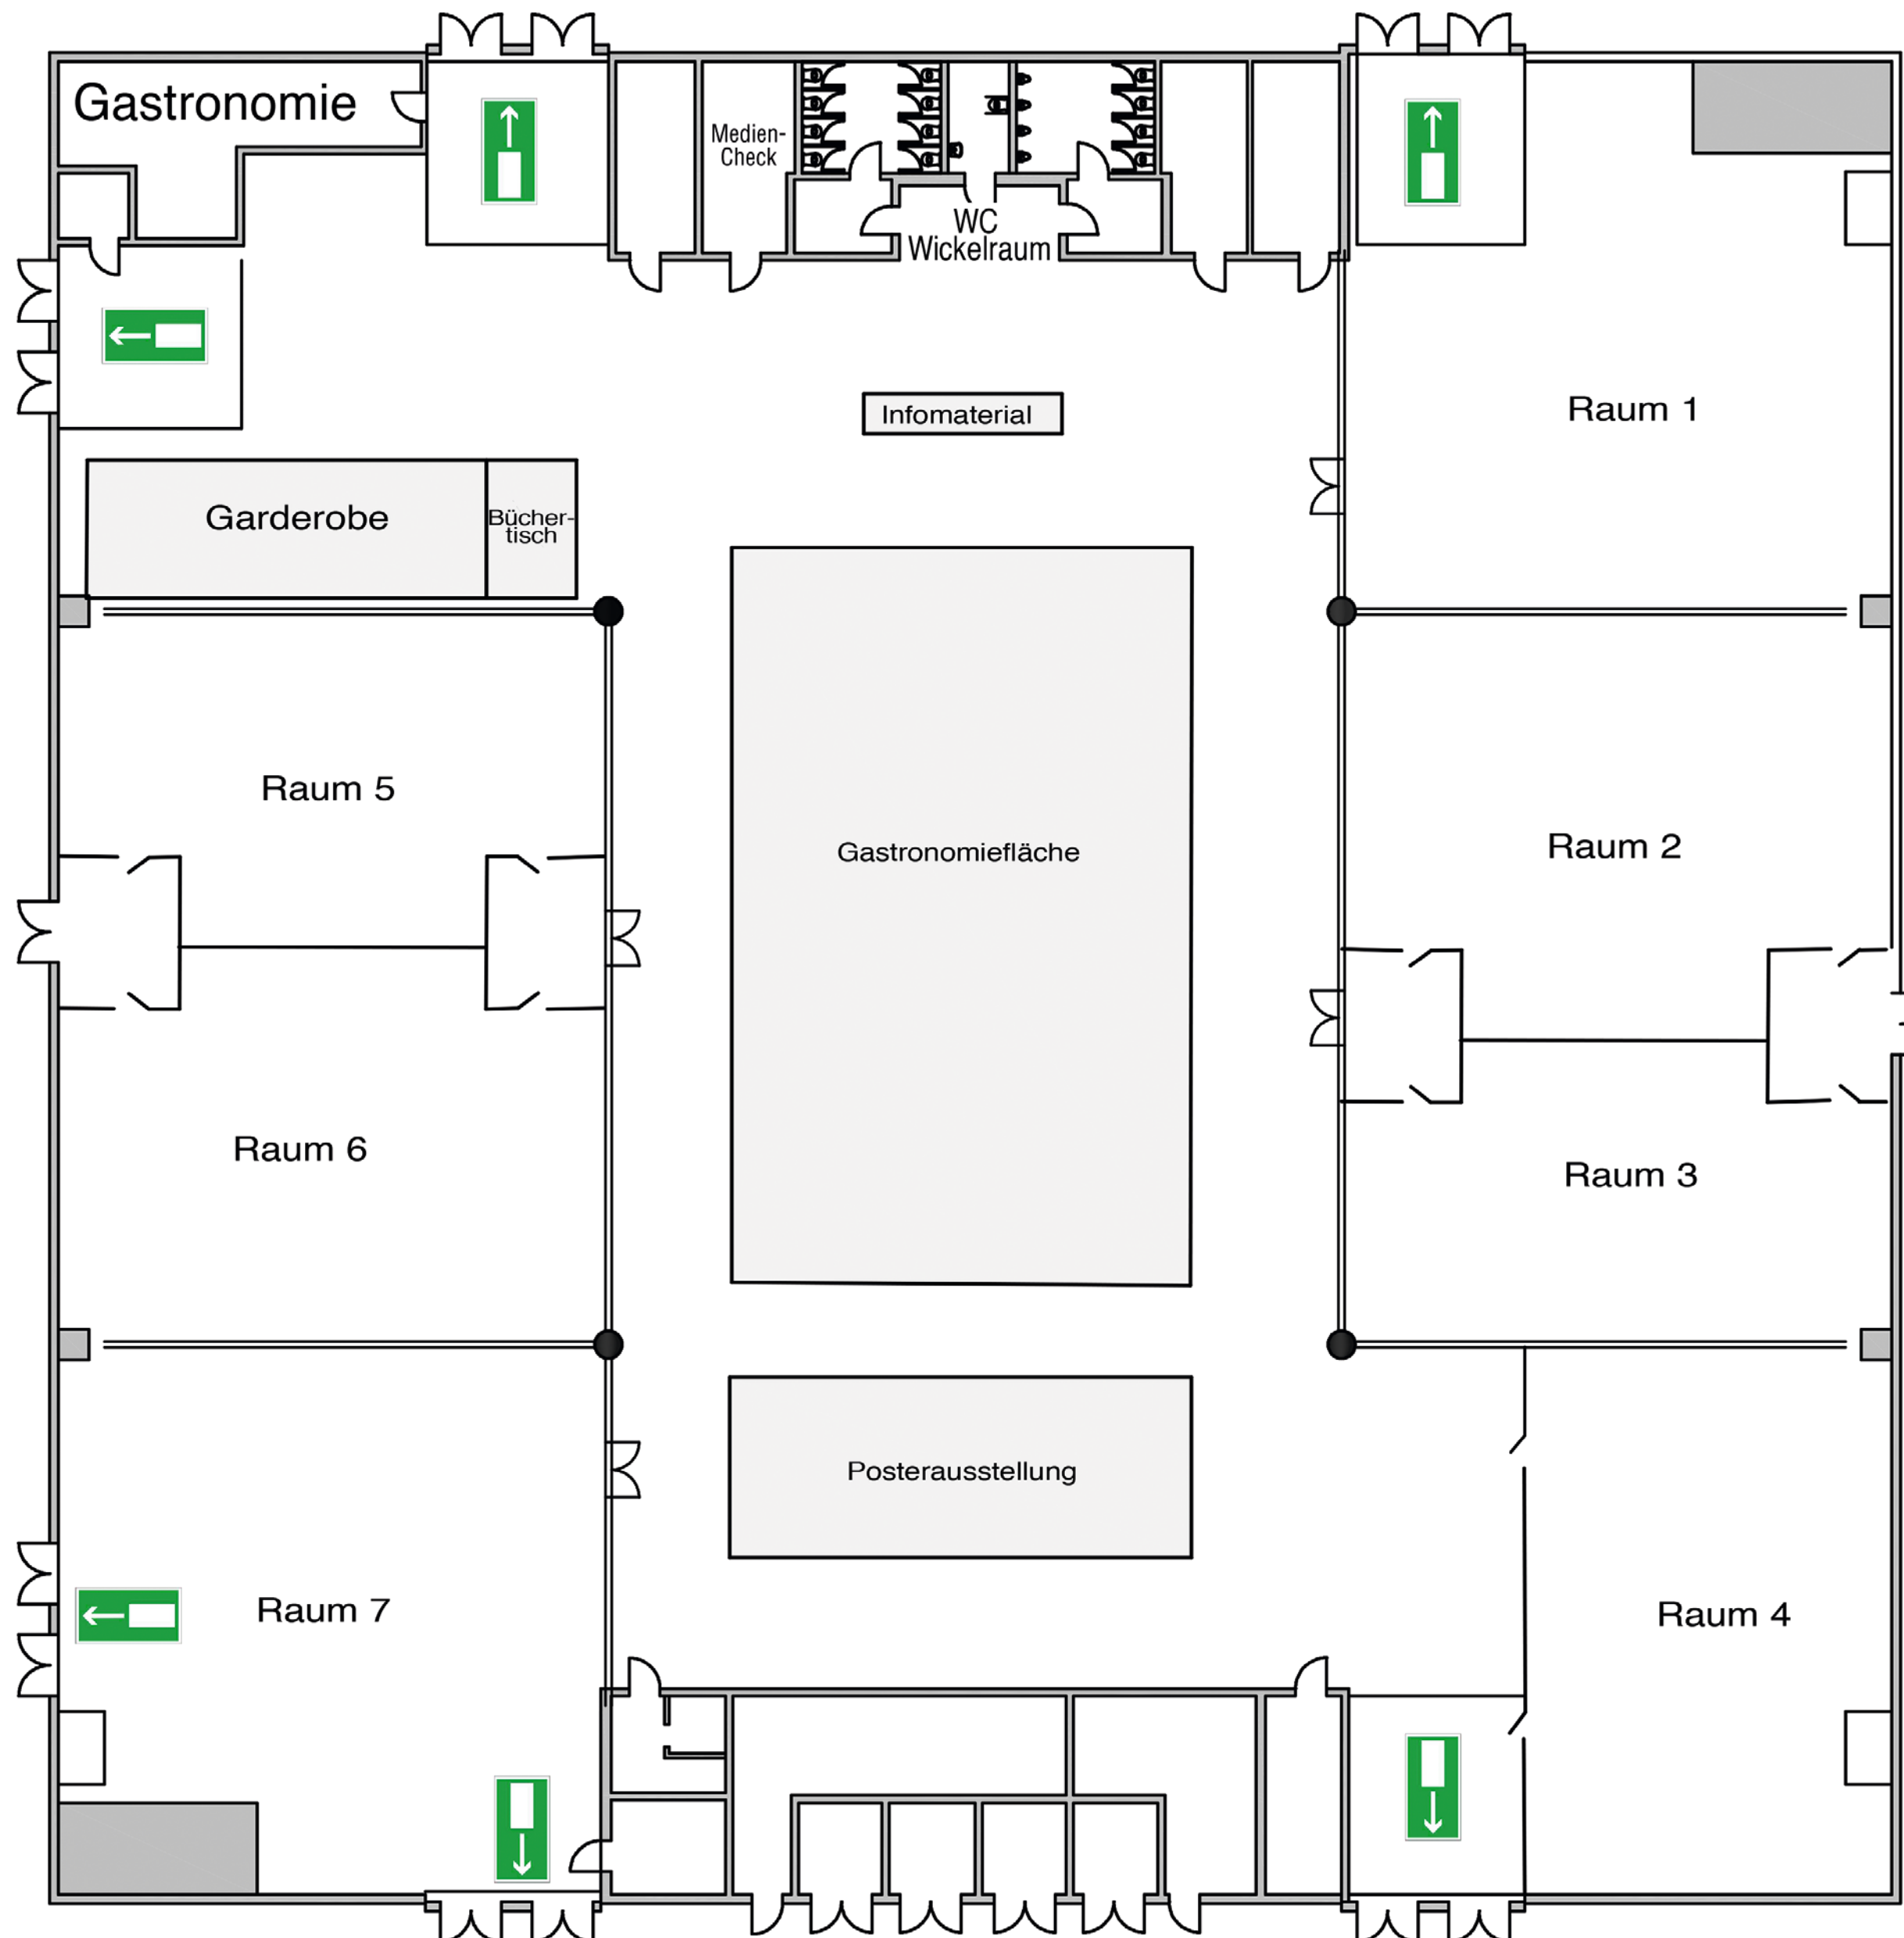 Gastronomie
Medien-
Check
WC
Wickelraum
Infomaterial
Raum 1
Garderobe
Bücher-
tisch
Raum 5
Gastronomiefläche
Raum 2
Raum 6
Raum 3
Posterausstellung
Raum 7
Raum 4